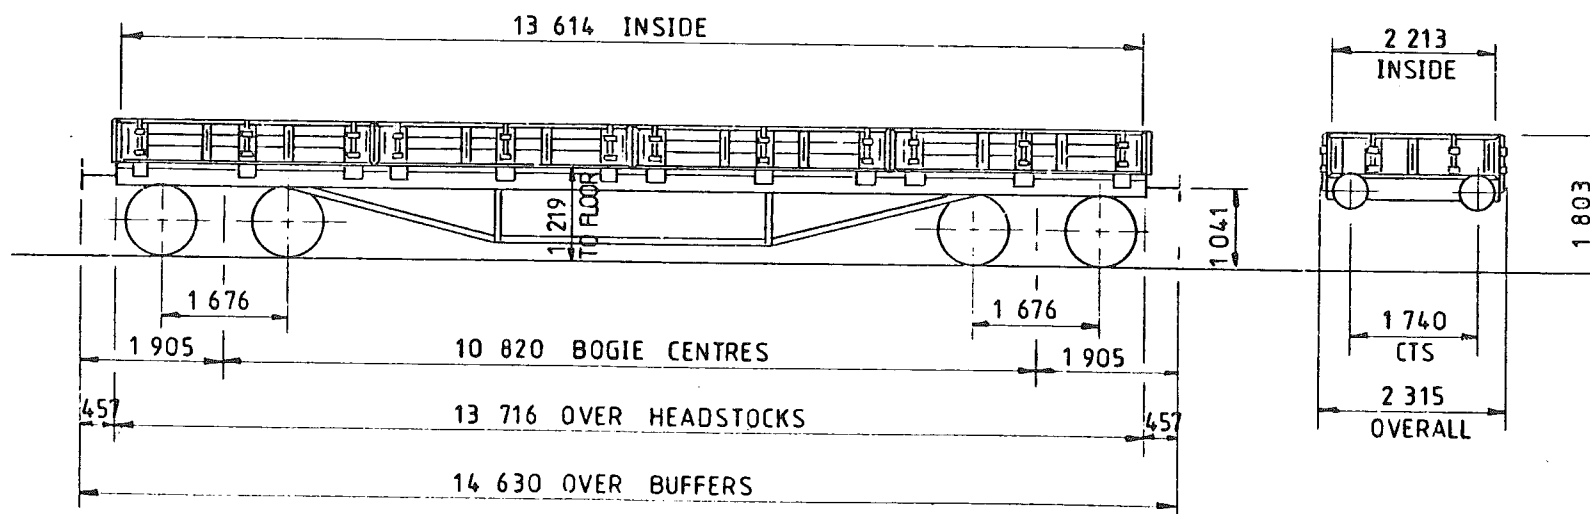 13 614 INSIDE
2 213
INSIDE
1 219
TO FLOOR
1041
1 803
1 676
1 676
1 740
CTS
1 905
10 820 BOGIE CENTRES
1 905
457
13 716 OVER HEADSTOCKS
457
2 315
OVERALL
14 630 OVER BUFFERS